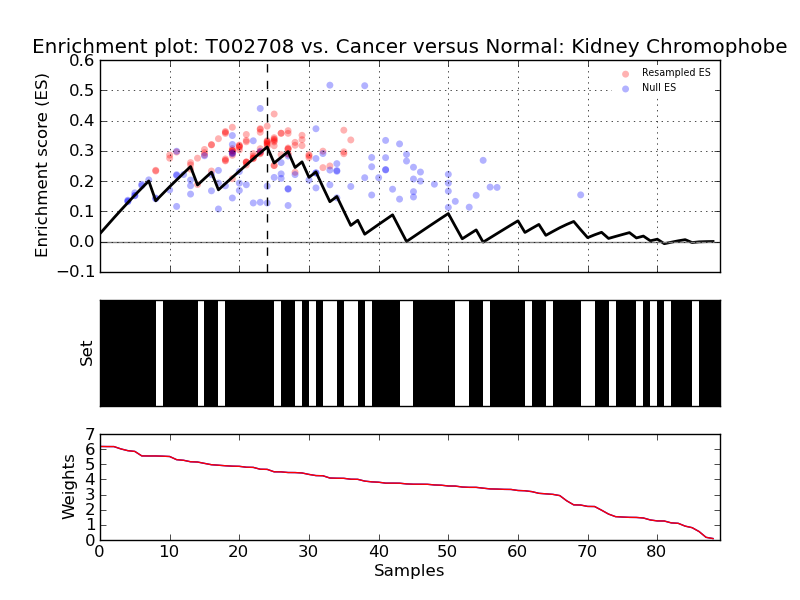 Enrichment plot: T002708 vs. Cancer versus Normal: Kidney Chromophobe
0.6
0.5
0.4
0.3
0.2
0.1
0.0
−0.1
Enrichment score (ES)
Resampled ES
Null ES
Set
7
6
5
4
3
2
1
0
Weights
0 10 20 30 40 50 60 70 80
Samples